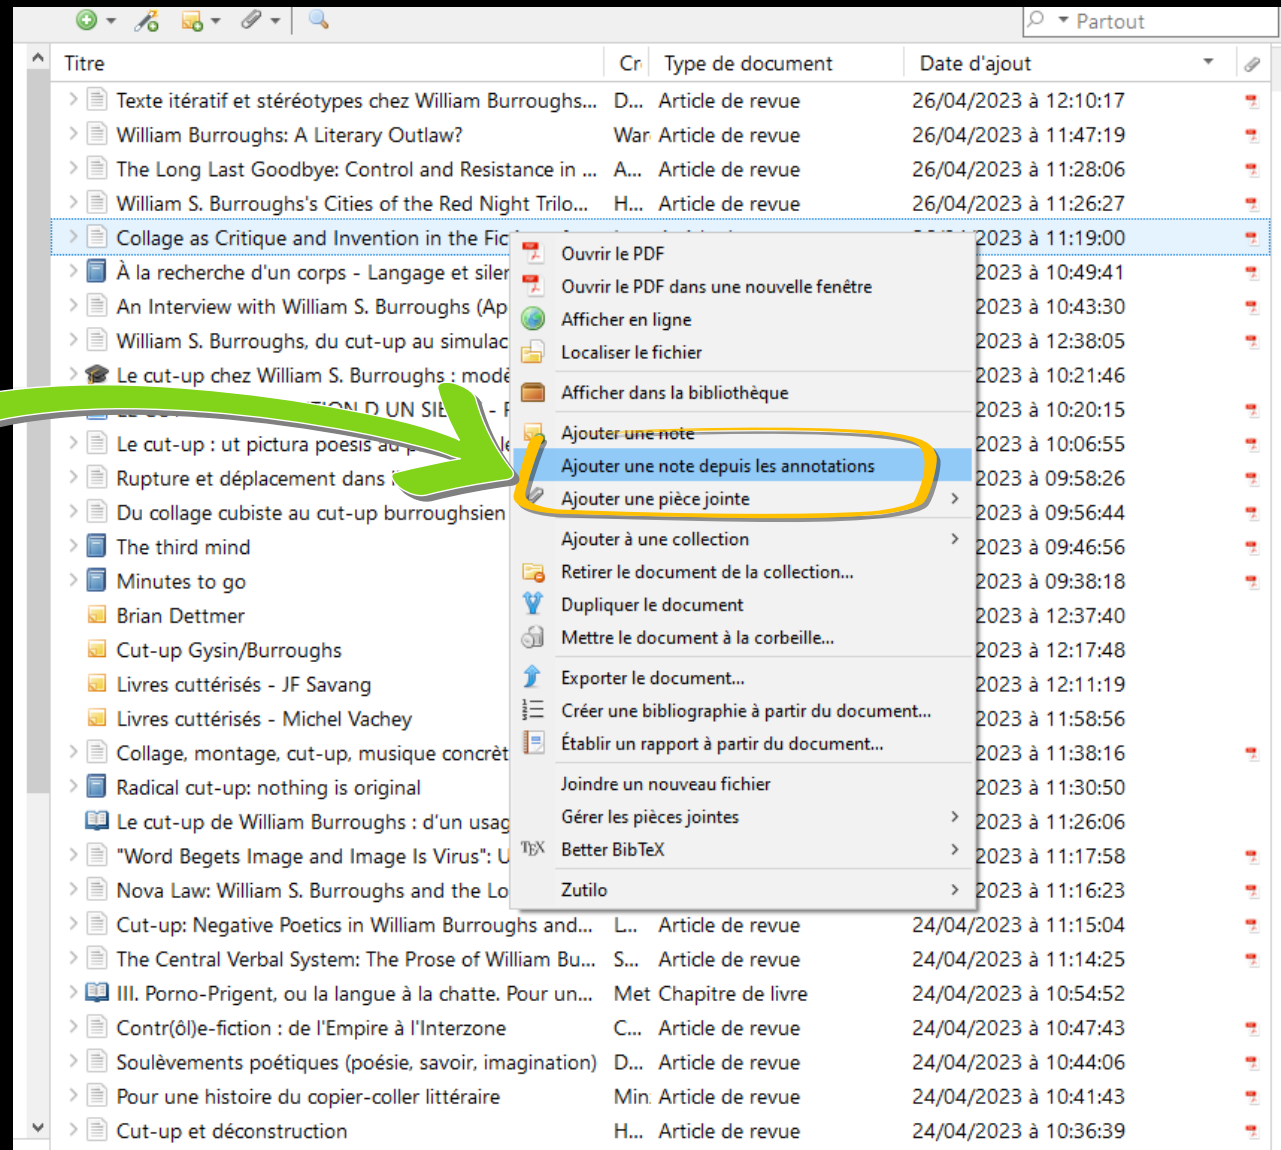 Partout
Titre Cr Type de document Date d'ajout
Texte itératif et stéréotypes chez William Burroughs... D... Article de revue 26/04/2023 à 12:10:17
William Burroughs: A Literary Outlaw? War Article de revue 26/04/2023 à 11:47:19
The Long Last Goodbye: Control and Resistance in ... A... Article de revue 26/04/2023 à 11:28:06
William S. Burroughs's Cities of the Red Night Trilo... H... Article de revue 26/04/2023 à 11:26:27
Collage as Critique and Invention in the Fic 2023 à 11:19:00
Ouvrir le PDF
À la recherche d'un corps - Langage et siler 2023 à 10:49:41
Ouvrir le PDF dans une nouvelle fenêtre
An Interview with William S. Burroughs (Ap 2023 à 10:43:30
Afficher en ligne
William S. Burroughs, du cut-up au simulac 2023 à 12:38:05
Localiser le fichier
Le cut-up chez William S. Burroughs : modè 2023 à 10:21:46
Afficher dans la bibliothèque
D UN SIE - F 2023 à 10:20:15
Ajouter une note
Le cut-up : ut pictura poesis au p le 2023 à 10:06:55
Ajouter une note depuis les annotations
Rupture et déplacement dans 2023 à 09:58:26
Ajouter une pièce jointe
Du collage cubiste au cut-up burroughsien 2023 à 09:56:44
Ajouter à une collection
The third mind 2023 à 09:46:56
Retirer le document de la collection...
Minutes to go 2023 à 09:38:18
Dupliquer le document
Brian Dettmer 2023 à 12:37:40
Mettre le document à la corbeille...
Cut-up Gysin/Burroughs 2023 à 12:17:48
Exporter le document...
Livres cuttérisés - JF Savang 2023 à 12:11:19
Créer une bibliographie à partir du document...
Livres cuttérisés - Michel Vachey 2023 à 11:58:56
Établir un rapport à partir du document...
Collage, montage, cut-up, musique concrèt 2023 à 11:38:16
Joindre un nouveau fichier
Radical cut-up: nothing is original 2023 à 11:30:50
Gérer les pièces jointes
Le cut-up de William Burroughs : d'un usag 2023 à 11:26:06
TEX Better BibTeX
"Word Begets Image and Image Is Virus": U 2023 à 11:17:58
Zutilo
Nova Law: William S. Burroughs and the Lo 2023 à 11:16:23
Cut-up: Negative Poetics in William Burroughs and... L... Article de revue 24/04/2023 à 11:15:04
The Central Verbal System: The Prose of William Bu... S... Article de revue 24/04/2023 à 11:14:25
III. Porno-Prigent, ou la langue à la chatte. Pour un... Met Chapitre de livre 24/04/2023 à 10:54:52
Contr(ôl)e-fiction : de l'Empire à l'Interzone C... Article de revue 24/04/2023 à 10:47:43
Soulèvements poétiques (poésie, savoir, imagination) D... Article de revue 24/04/2023 à 10:44:06
Pour une histoire du copier-coller littéraire Min Article de revue 24/04/2023 à 10:41:43
Cut-up et déconstruction H... Article de revue 24/04/2023 à 10:36:39